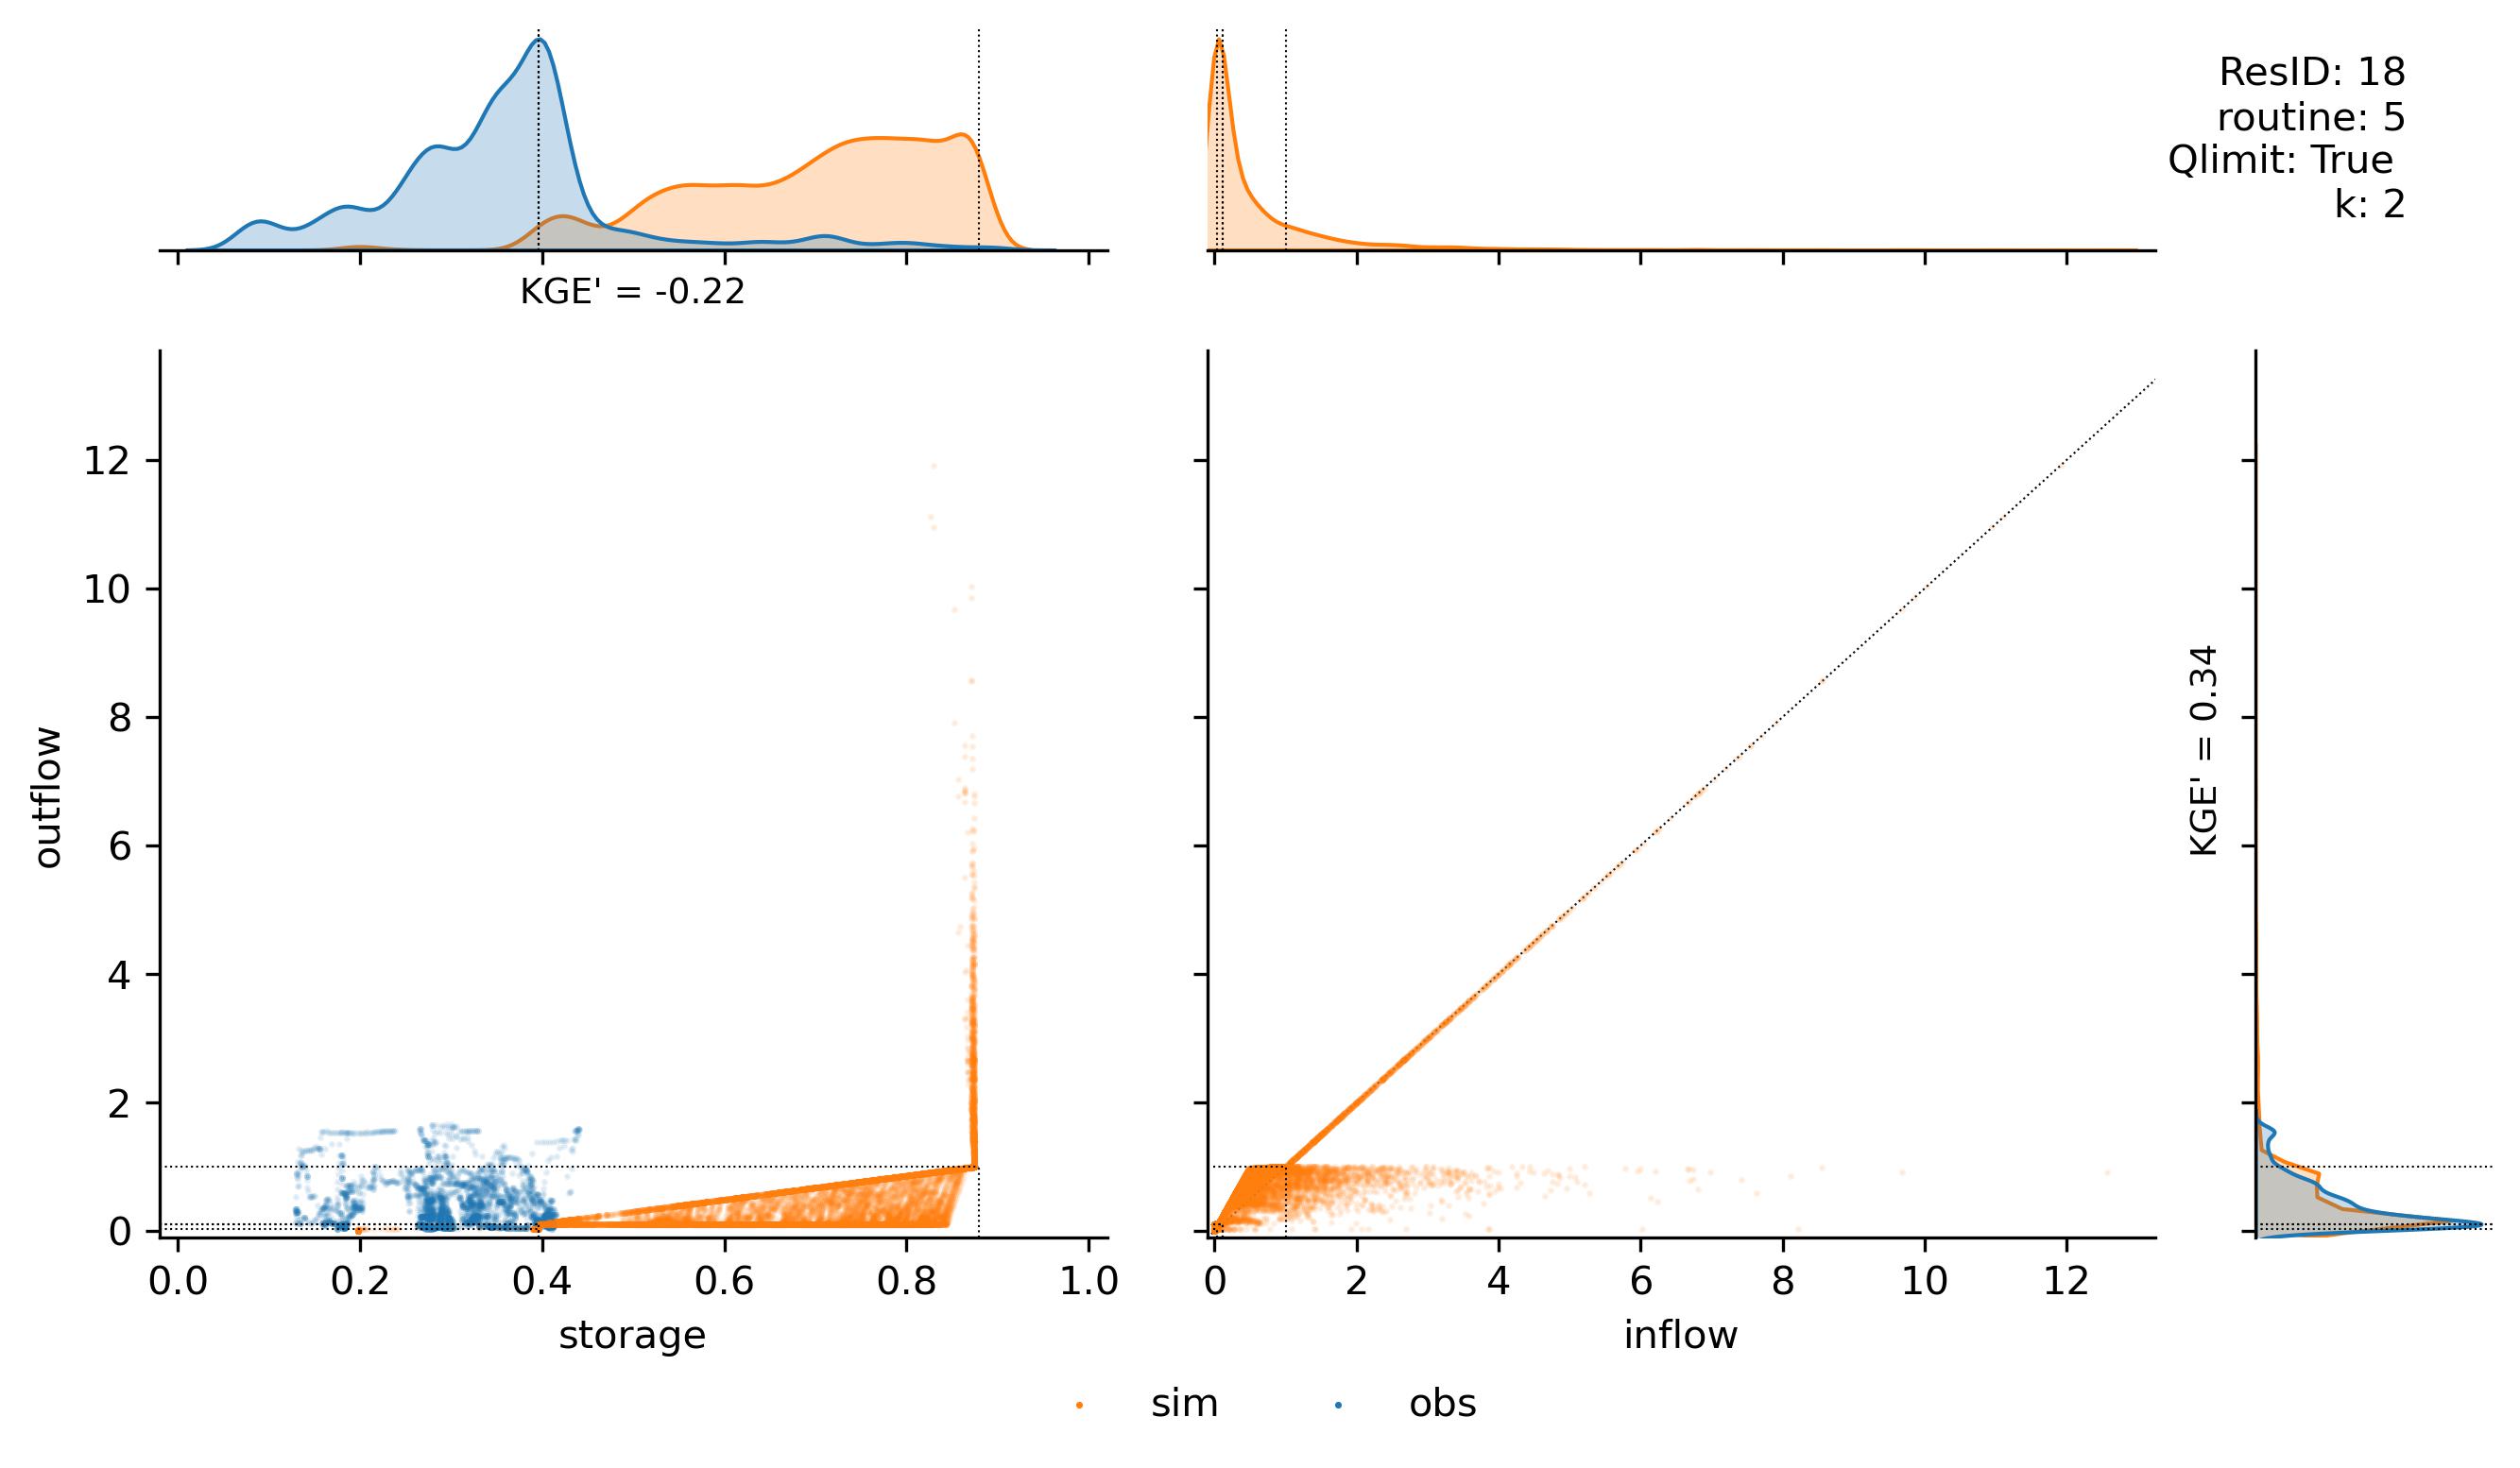 ResID: 18
routine: 5
Qlimit: True
k: 2
KGE' = -0.22
outflow
12
10
8
6
4
2
0
KGE' = 0.34
0.0 0.2 0.4 0.6 0.8 1.0
0 2 4 6 8 10 12
storage
inflow
sim obs